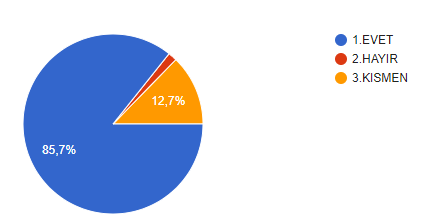 1.EVET
2.HAYIR
3.KISMEN
12,7%
85,7%